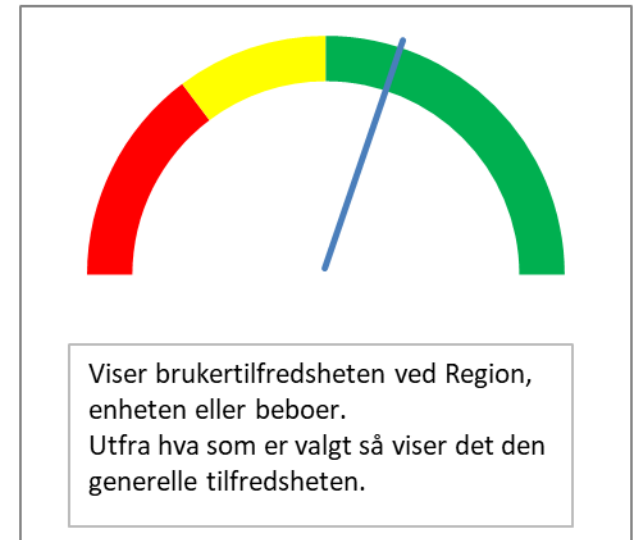 Viser brukertilfredsheten ved Region,
enheten eller beboer.
Utfra hva som er valgt så viser det den
generelle tilfredsheten.